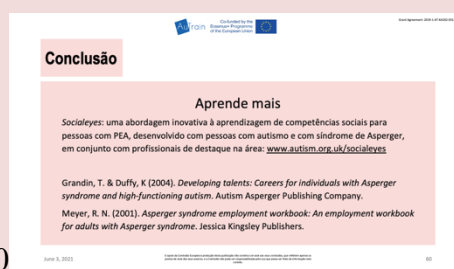 AuTrain
Co-funded by the
Erasmus+ Programme
of the European Union
Conclusão
Aprende mais
Socialeyes: uma abordagem inovativa à aprendizagem de competências sociais para
pessoas com PEA, desenvolvido com pessoas com autismo e com síndrome de Asperger,
em conjunto com profissionais de destaque na área: www.autism.org.uk/socialeyes
Grandin, T. & Duffy, K (2004). Developing talents: Careers for individuals with Asperger
syndrome and high-functioning autism. Autism Asperger Publishing Company.
Meyer, R. N. (2001). Asperger syndrome employment workbook: An employment workbook
for adults with Asperger syndrome. Jessica Kingsley Publishers.
June 3, 2021
60